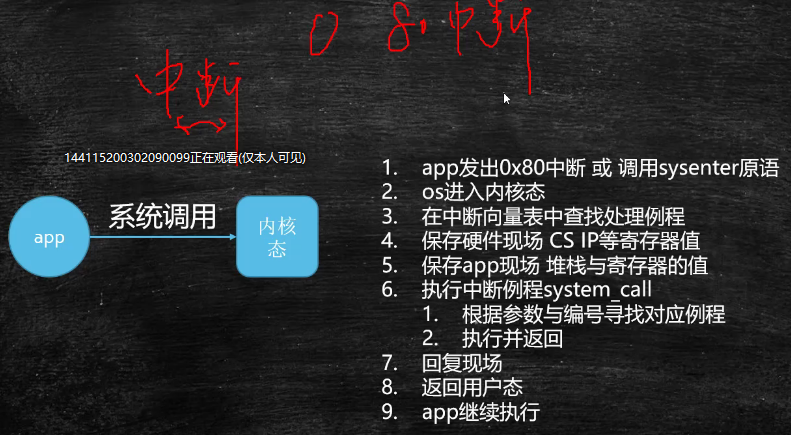 0 80中断
中断
144115200302090099正在观看(仅本人可见)
系统调用
app
内核
态
1. app发出0x80中断 或 调用sysenter原语
2. os进入内核态
3. 在中断向量表中查找处理例程
4. 保存硬件现场 CS IP等寄存器值
5. 保存app现场 堆栈与寄存器的值
6. 执行中断例程system_call
1. 根据参数与编号寻找对应例程
2. 执行并返回
7. 回复现场
8. 返回用户态
9. app继续执行